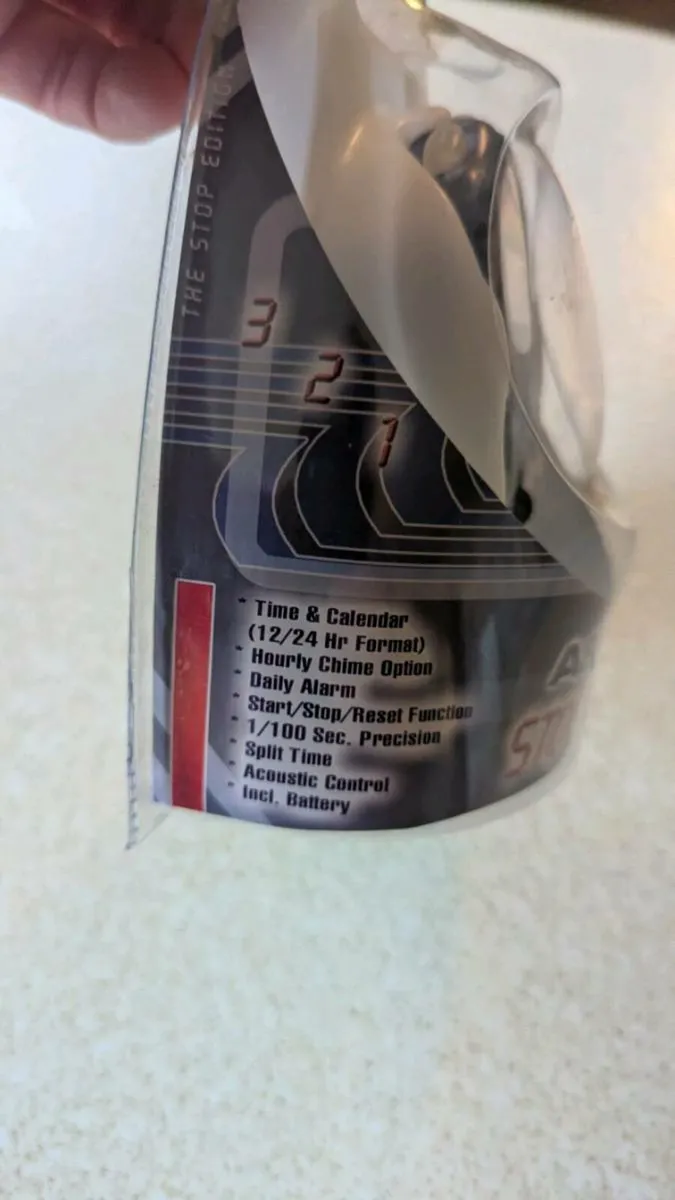 THE STOP EDITION
3
2
1
* Time & Calendar
(12/24 Hr Format)
* Hourly Chime Option
* Daily Alarm
* Start/Stop/Reset Function
* 1/100 Sec. Precision
* Split Time
* Acoustic Control
* Incl. Battery